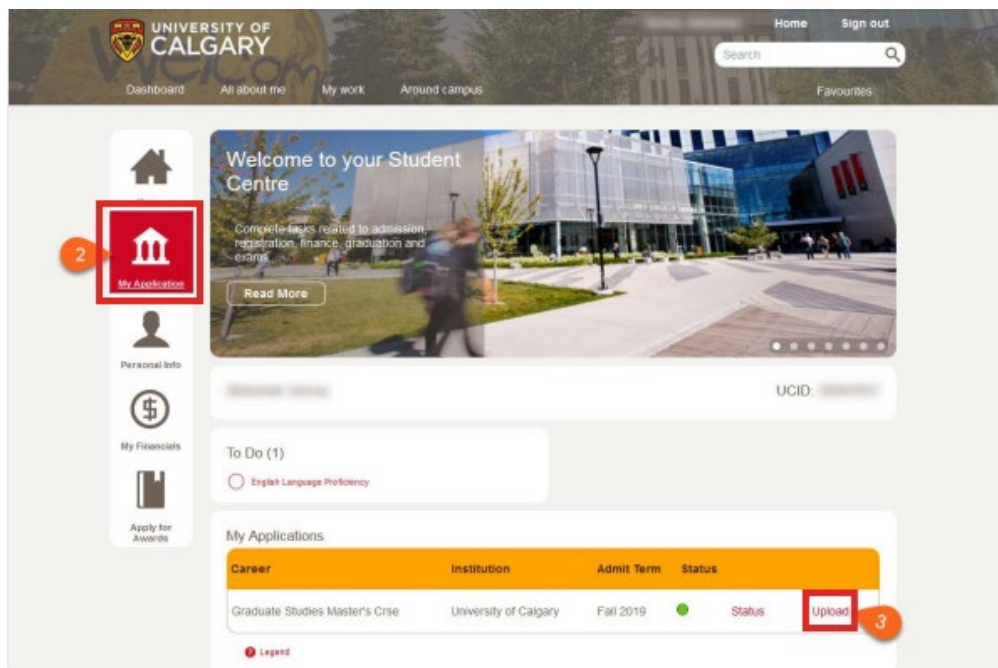 UNIVERSITY OF
CALGARY
Welcom
Home Sign out
Search
Dashboard All about me My work Around campus Favourites
Welcome to your Student
Centre
Complete tasks related to admission,
registration, finance, graduation and
exams.
Read More
2
My Application
Personal Info
UCID:
My Financials
To Do (1)
English Language Proficiency
Apply for
Awards
My Applications
Career Institution Admit Term Status
Graduate Studies Master's Crse University of Calgary Fall 2019 Status Upload
3
? Legend